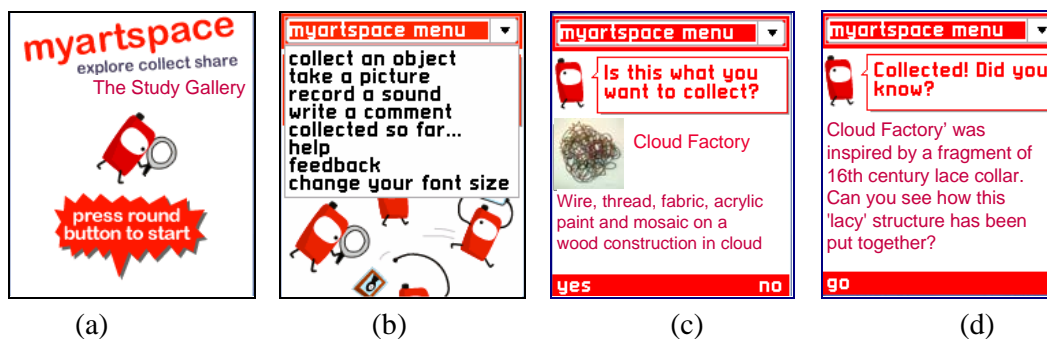 myartspace
explore collect share
The Study Gallery
press round
button to start
(a)
myartspace menu
collect an object
take a picture
record a sound
write a comment
collected so far...
help
feedback
change your font size
(b)
myartspace menu
Is this what you
want to collect?
Cloud Factory
Wire, thread, fabric, acrylic
paint and mosaic on a
wood construction in cloud
yes no
(c)
myartspace menu
Collected! Did you
know?
Cloud Factory' was
inspired by a fragment of
16th century lace collar.
Can you see how this
'lacy' structure has been
put together?
go
(d)